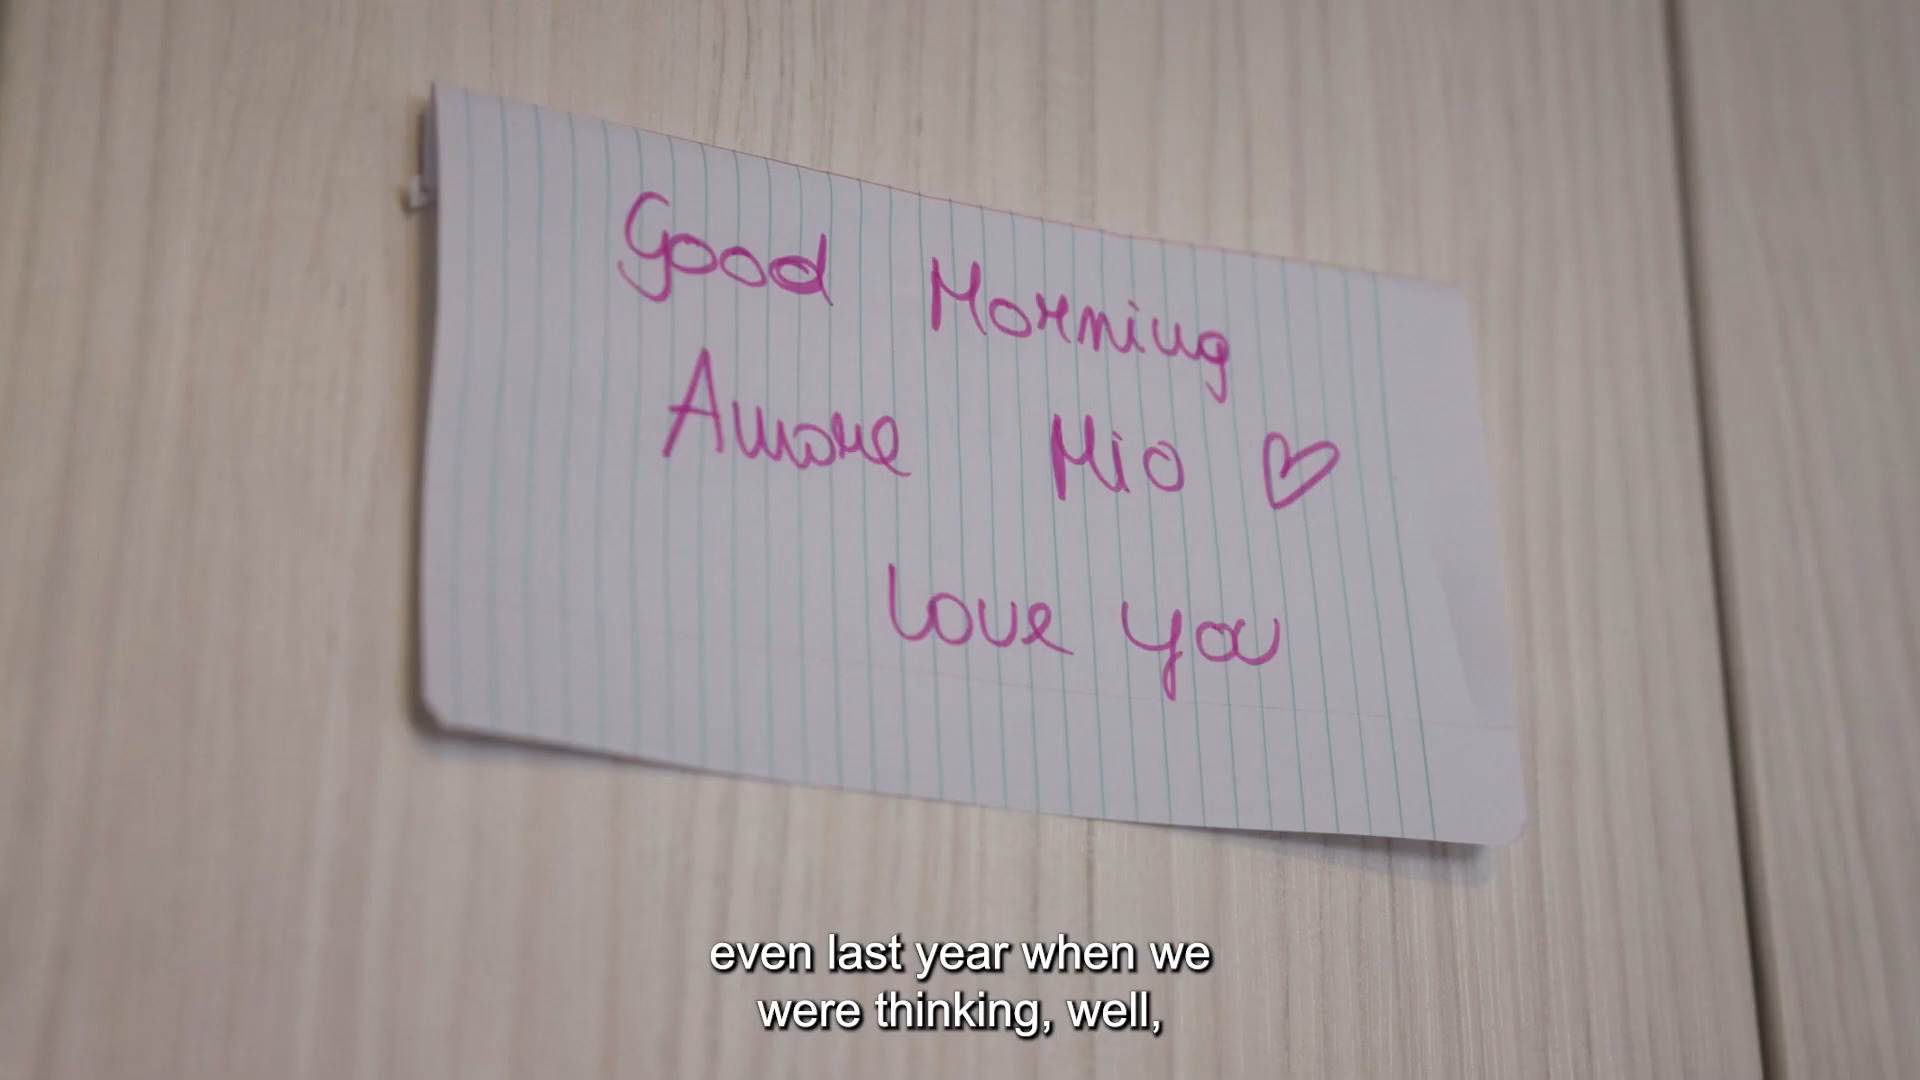 Good Morning
Amore Mio ♡
love you
even last year when we
were thinking, well,